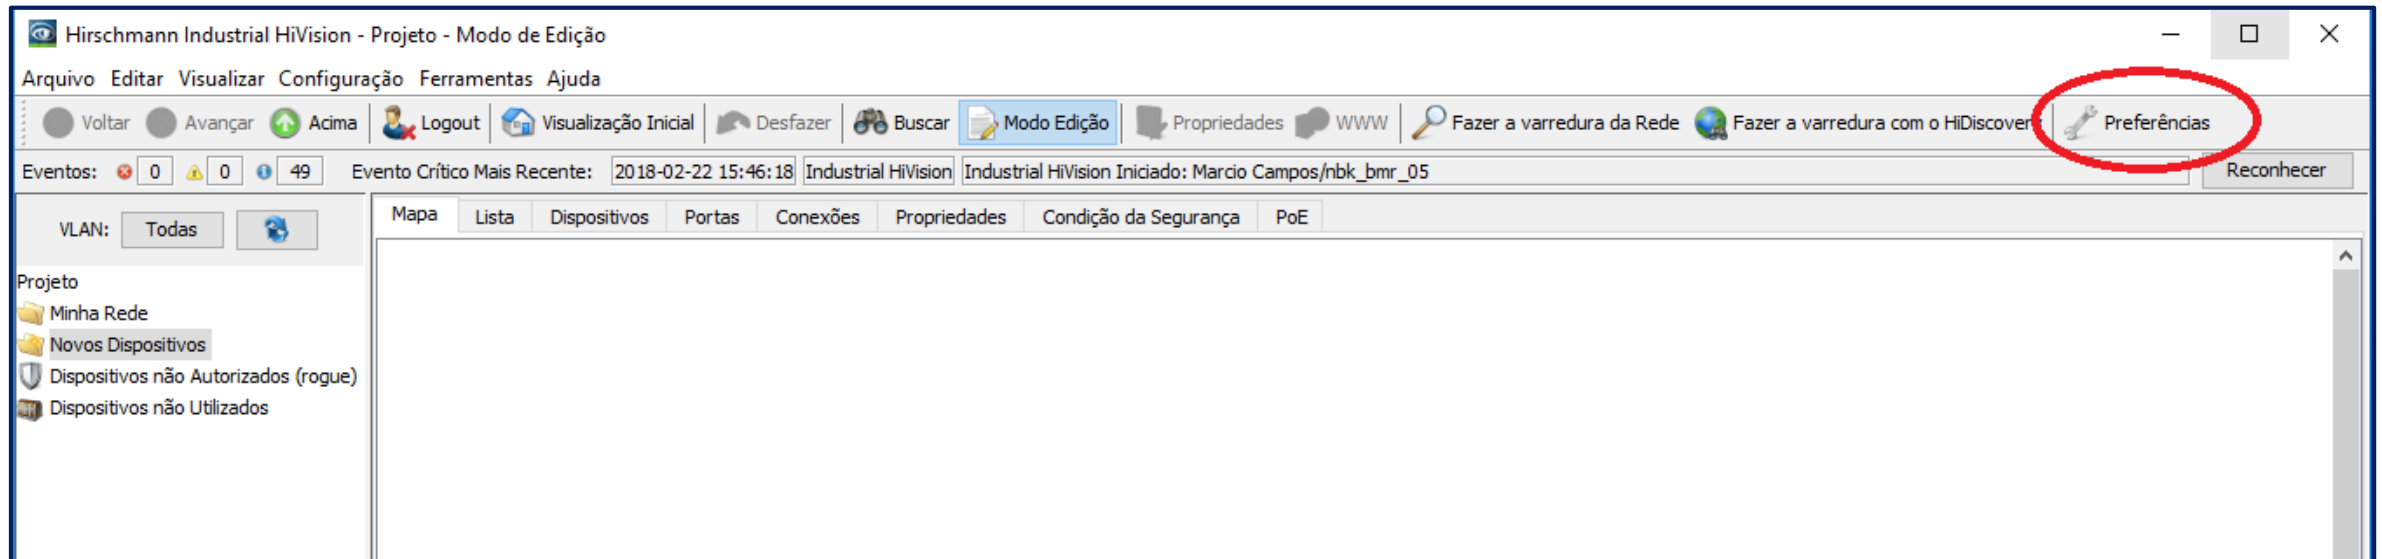 Hirschmann Industrial HiVision - Projeto - Modo de Edição
Arquivo Editar Visualizar Configuração Ferramentas Ajuda
Voltar Avançar Acima Logout Visualização Inicial Desfazer Buscar Modo Edição Propriedades WWW Fazer a varredura da Rede Fazer a varredura com o HiDiscovery Preferências
Eventos: 0 0 49 Evento Crítico Mais Recente: 2018-02-22 15:46:18 Industrial HiVision Industrial HiVision Iniciado: Marcio Campos/nbk_bmr_05 Reconhecer
VLAN: Todas
Mapa Lista Dispositivos Portas Conexões Propriedades Condição da Segurança PoE
Projeto
Minha Rede
Novos Dispositivos
Dispositivos não Autorizados (rogue)
Dispositivos não Utilizados